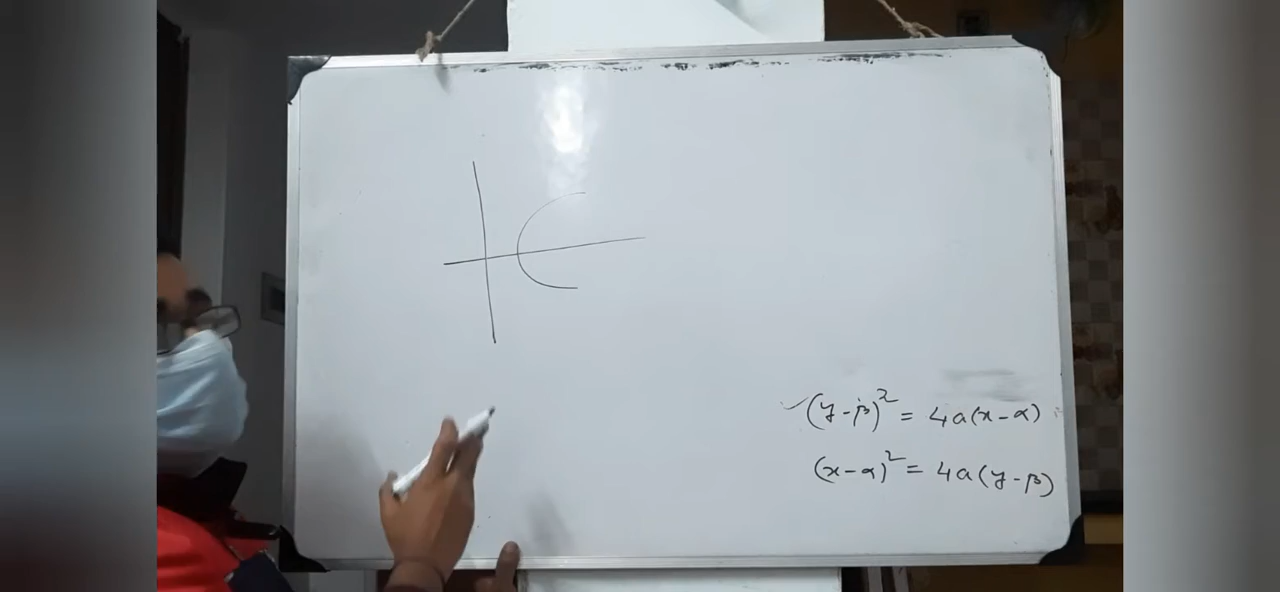 (y-β)² = 4a(x-α)
(x-α)² = 4a(y-β)